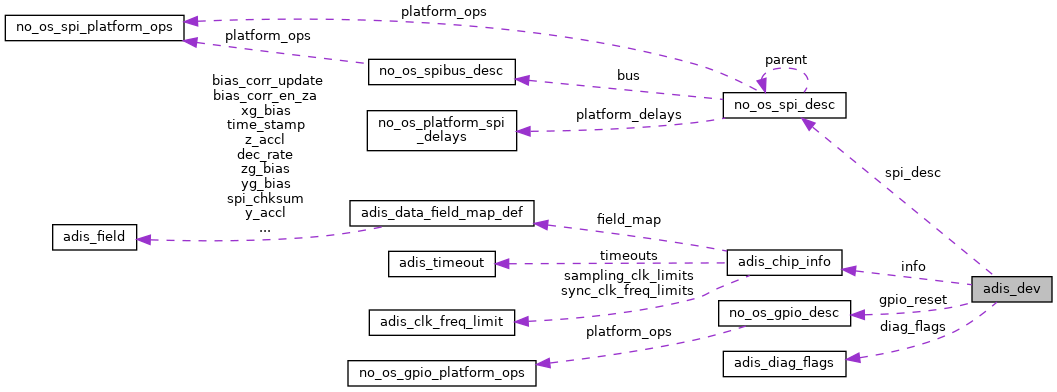 platform_ops
no_os_spi_platform_ops
platform_ops
parent
no_os_spibus_desc
bus
bias_corr_update
bias_corr_en_za
xg_bias
time_stamp
z_accl
dec_rate
zg_bias
yg_bias
spi_chksum
y_accl
...
no_os_spi_desc
no_os_platform_spi
_delays
platform_delays
spi_desc
adis_data_field_map_def
field_map
adis_field
adis_timeout
timeouts
adis_chip_info
info
sampling_clk_limits
sync_clk_freq_limits
adis_dev
gpio_reset
no_os_gpio_desc
adis_clk_freq_limit
diag_flags
platform_ops
adis_diag_flags
no_os_gpio_platform_ops